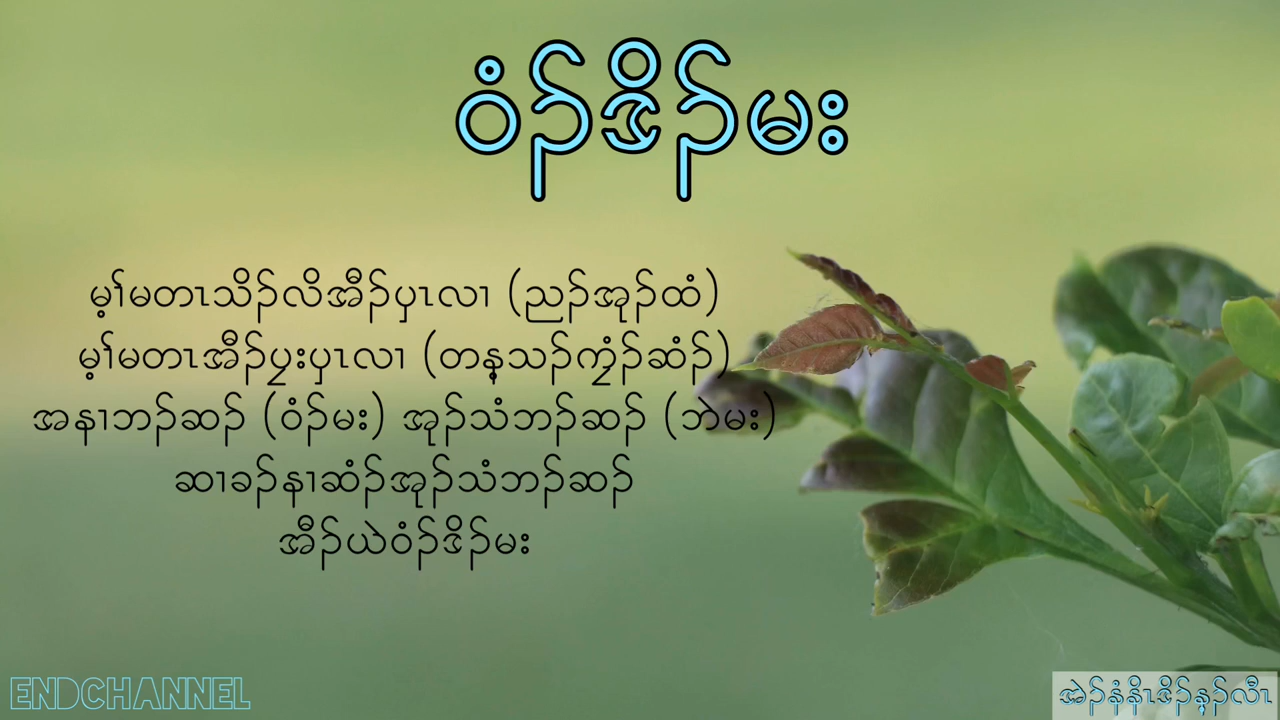 ဝံၣ်ဒိၣ်မး
မ့ၢ်မတၤသိၣ်လိအီၣ်ပှၤလၢ (ညၣ်အုၣ်ထံ)
မ့ၢ်မတၤအီၣ်ပှၠးပှၤလၢ (တန့ၣ်သၣ်ကၠံၣ်ဆံၣ်)
အနၢဘၣ်ဆၣ် (ဝံၣ်မး) အုၣ်သံဘၣ်ဆၣ် (ဘဲမး)
ဆၢခၣ်နၢဆံၣ်အုၣ်သံဘၣ်ဆၣ်
အီၣ်ယဲဝံၣ်ဒိၣ်မး
ENDCHANNEL